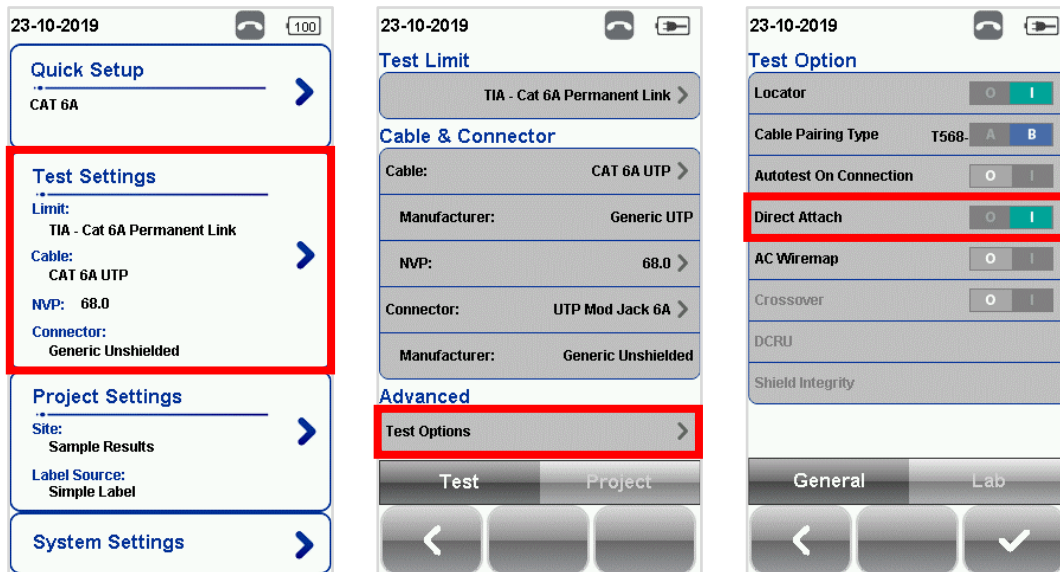 23-10-2019
100
Quick Setup
CAT 6A
Test Settings
Limit:
TIA - Cat 6A Permanent Link
Cable:
CAT 6A UTP
NVP: 68.0
Connector:
Generic Unshielded
Project Settings
Site:
Sample Results
Label Source:
Simple Label
System Settings
23-10-2019
Test Limit
TIA - Cat 6A Permanent Link
Cable & Connector
Cable: CAT 6A UTP
Manufacturer: Generic UTP
NVP: 68.0
Connector: UTP Mod Jack 6A
Manufacturer: Generic Unshielded
Advanced
Test Options
Test Project
23-10-2019
Test Option
Locator O I
Cable Pairing Type T568- A B
Autotest On Connection O I
Direct Attach O I
AC Wiremap O I
Crossover O I
DCRU
Shield Integrity
General Lab